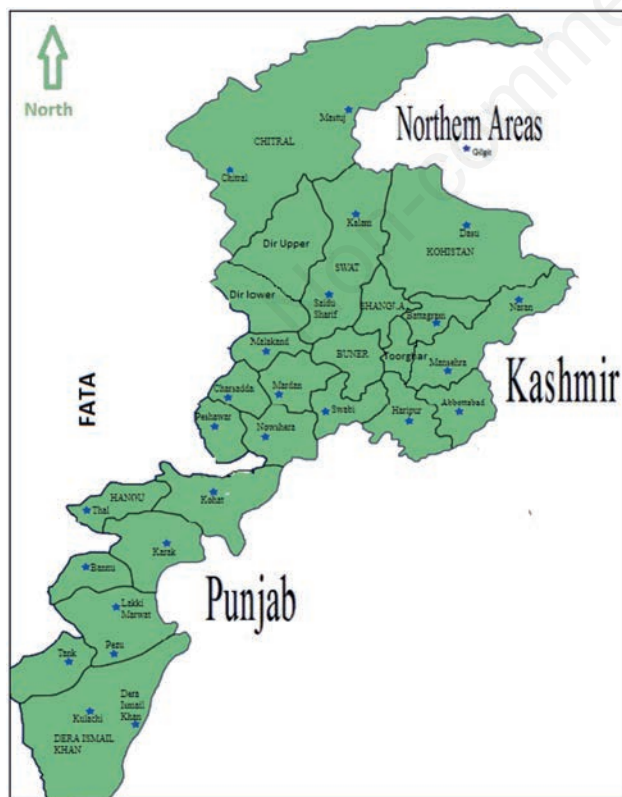 North
Non-comme
Mastuj
Northern Areas
Gilgit
CHITRAL
Chitral
Kalam
Dasu
KOHISTAN
Dir Upper
SWAT
Dir lower
Saidu
Sharif
SHANGLA
Naran
Battagram
Malakand
BUNER
Toorghar
Mansehra
Kashmir
FATA
Charsadda
Mardan
Abbottabad
Peshawar
Nowshera
Swabi
Haripur
HANGU
Kohat
Thal
Karak
Bannu
Punjab
Lakki
Marwat
Tank
Pezu
Dera
Ismail
Khan
Kulachi
DERA ISMAIL
KHAN